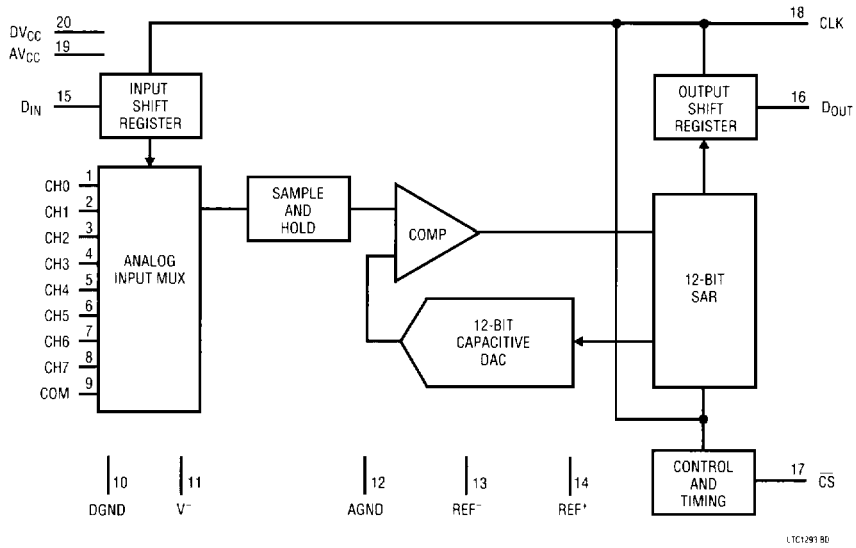 DVCC 20
AVCC 19
18 CLK
DIN 15
INPUT
SHIFT
REGISTER
OUTPUT
SHIFT
REGISTER
16 DOUT
CH0 1
CH1 2
CH2 3
CH3 4
CH4 5
CH5 6
CH6 7
CH7 8
COM 9
ANALOG
INPUT MUX
SAMPLE
AND
HOLD
COMP
12-BIT
CAPACITIVE
DAC
12-BIT
SAR
CONTROL
AND
TIMING
17 C̅S̅
10 11 12 13 14
DGND V⁻ AGND REF⁻ REF⁺
LTC1293 BD